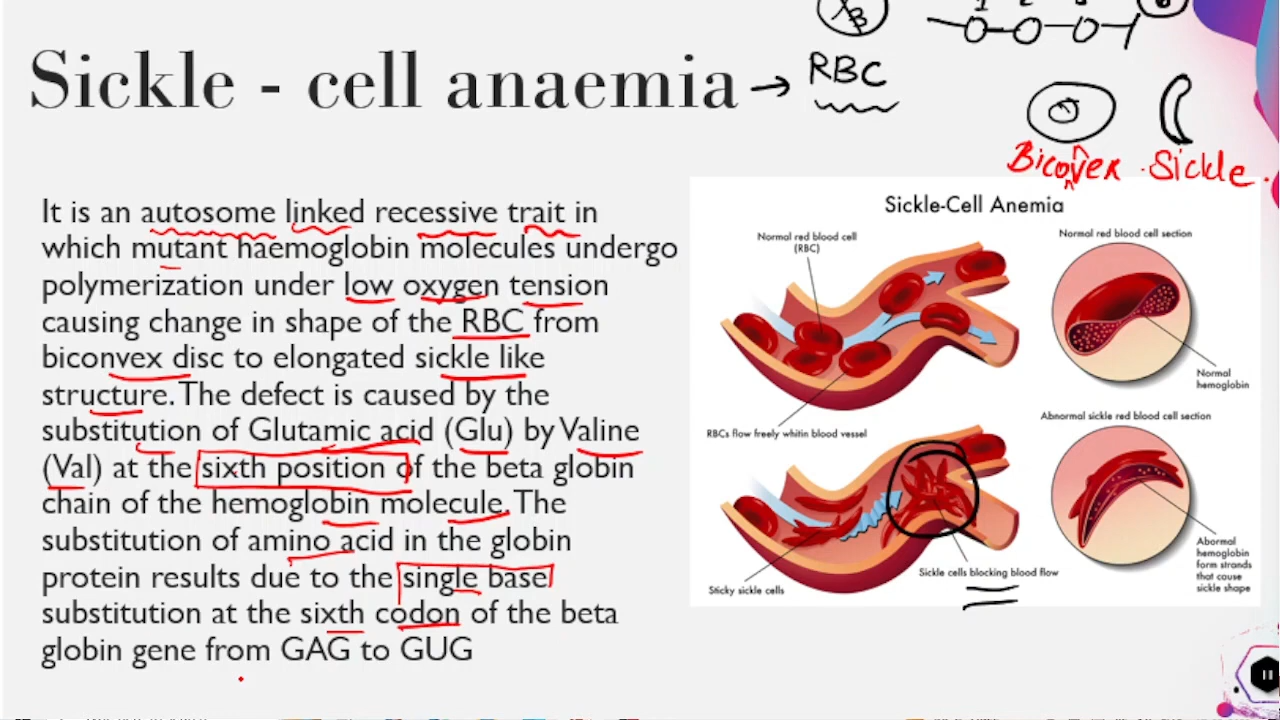 Sickle - cell anaemia → RBC
B
1
Biconvex Sickle.
It is an autosome linked recessive trait in
which mutant haemoglobin molecules undergo
polymerization under low oxygen tension
causing change in shape of the RBC from
biconvex disc to elongated sickle like
structure. The defect is caused by the
substitution of Glutamic acid (Glu) by Valine
(Val) at the sixth position of the beta globin
chain of the hemoglobin molecule. The
substitution of amino acid in the globin
protein results due to the single base
substitution at the sixth codon of the beta
globin gene from GAG to GUG
Sickle-Cell Anemia
Normal red blood cell
(RBC)
RBCs flow freely whitin blood vessel
Normal red blood cell section
Normal
hemoglobin
Sticky sickle cells
Sickle cells blocking blood flow
Abnormal sickle red blood cell section
Abormal
hemoglobin
form strands
that cause
sickle shape
11